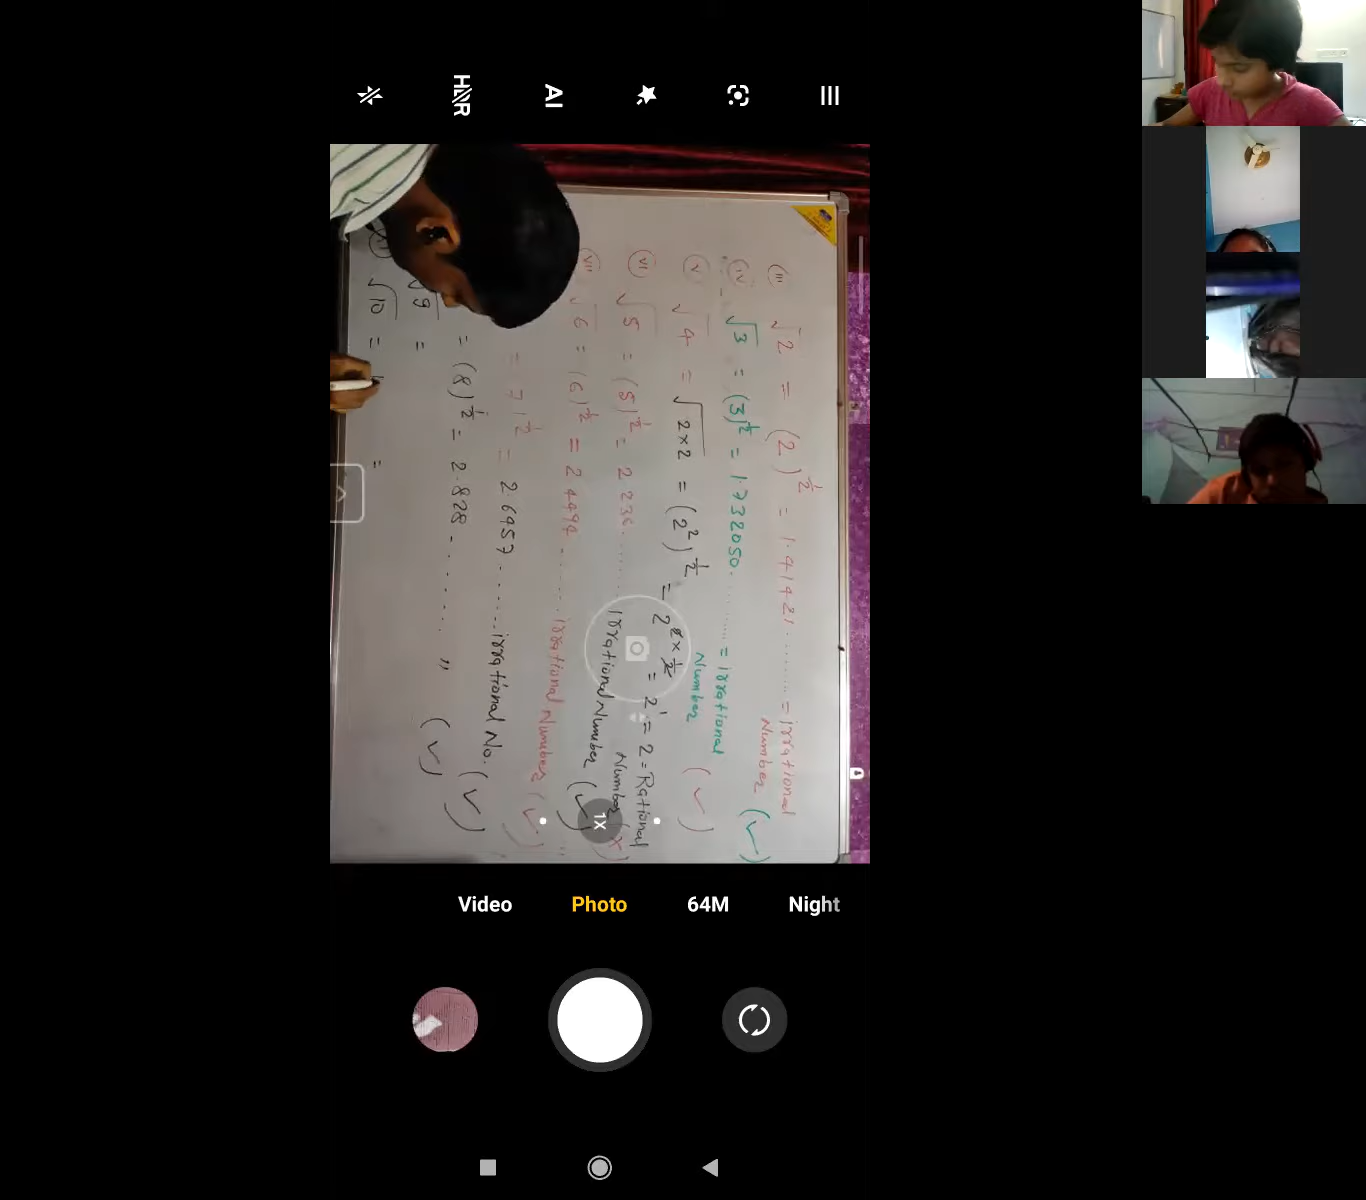 HDR
AI
(iii) √2 = (2)^½ = 1.41421......... = irrational Number (✓)
(iv) √3 = (3)^½ = 1.732050......... = irrational Number (✓)
(v) √4 = √2×2 = (2²)^½ = 2^2×½ = 2¹ = 2 = Rational Number (×)
(vi) √5 = (5)^½ = 2.236....... irrational Number (✓)
(vii) √6 = (6)^½ = 2.4494....... irrational Number (✓)
= 7)^½ = 2.6457....... irrational No. (✓)
= (8)^½ = 2.828......... " (✓)
√9 =
√10 = =
1X
Video Photo 64M Night